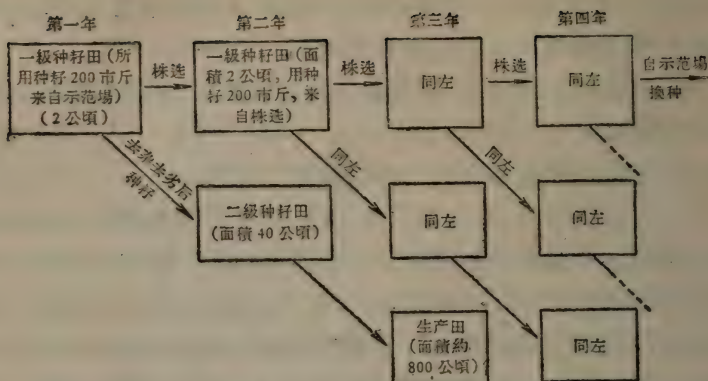 第一年 第二年 第三年 第四年
一級种籽田(所
用种籽200市斤
来自示范場)
(2公頃)
株选
一級种籽田(面
積2公頃,用种
籽200市斤,来
自株选)
株选
同左
株选
同左
自示范場
換种
去杂去劣后
种籽
同左
同左
二級种籽田
(面積40公頃)
同左
同左
生产田
(面積約
800公頃)
同左